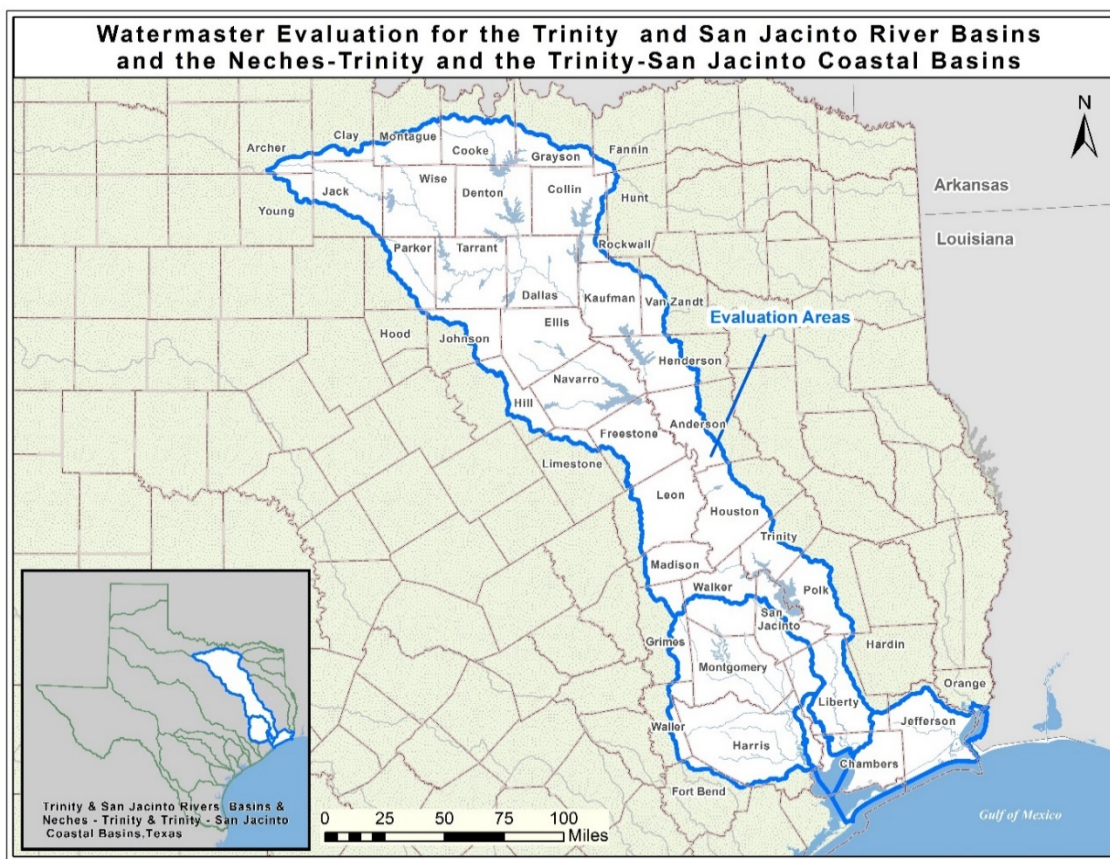 Watermaster Evaluation for the Trinity and San Jacinto River Basins
and the Neches-Trinity and the Trinity-San Jacinto Coastal Basins
N
Clay
Montague
Archer
Cooke
Grayson
Fannin
Wise
Jack
Denton
Collin
Hunt
Arkansas
Young
Louisiana
Parker
Tarrant
Rockwall
Dallas
Kaufman
Van Zandt
Evaluation Areas
Hood
Johnson
Ellis
Henderson
Navarro
Hill
Anderson
Freestone
Limestone
Leon
Houston
Trinity
Madison
Walker
Polk
San
Jacinto
Grimes
Hardin
Montgomery
Orange
Liberty
Jefferson
Waller
Harris
Chambers
Fort Bend
Gulf of Mexico
Trinity & San Jacinto Rivers Basins &
Neches - Trinity & Trinity - San Jacinto
Coastal Basins,Texas
0 25 50 75 100
Miles